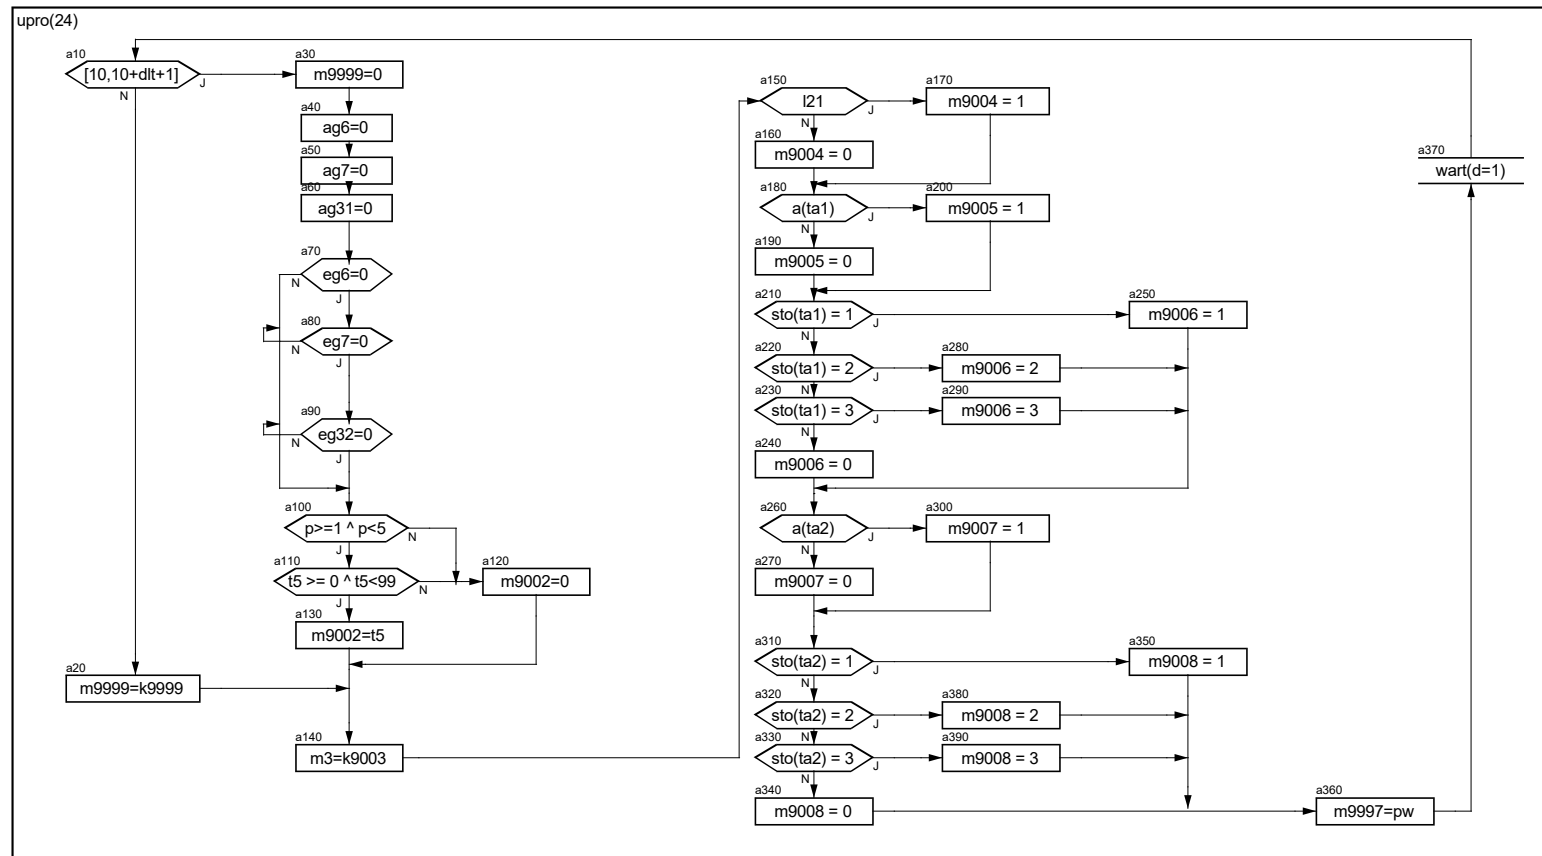 upro(24)
a10
[10,10+dlt+1]
J
N
a30
m9999=0
a40
ag6=0
a50
ag7=0
a60
ag31=0
a70
eg6=0
N
J
a80
eg7=0
N
J
a90
eg32=0
N
J
a100
p>=1 ^ p<5
N
J
a110
t5 >= 0 ^ t5<99
N
J
a120
m9002=0
a130
m9002=t5
a20
m9999=k9999
a140
m3=k9003
a150
l21
J
N
a170
m9004 = 1
a160
m9004 = 0
a180
a(ta1)
J
N
a200
m9005 = 1
a190
m9005 = 0
a210
sto(ta1) = 1
J
N
a250
m9006 = 1
a220
sto(ta1) = 2
J
N
a280
m9006 = 2
a230
sto(ta1) = 3
J
N
a290
m9006 = 3
a240
m9006 = 0
a260
a(ta2)
J
N
a300
m9007 = 1
a270
m9007 = 0
a310
sto(ta2) = 1
J
N
a350
m9008 = 1
a320
sto(ta2) = 2
J
N
a380
m9008 = 2
a330
sto(ta2) = 3
J
N
a390
m9008 = 3
a340
m9008 = 0
a360
m9997=pw
a370
wart(d=1)